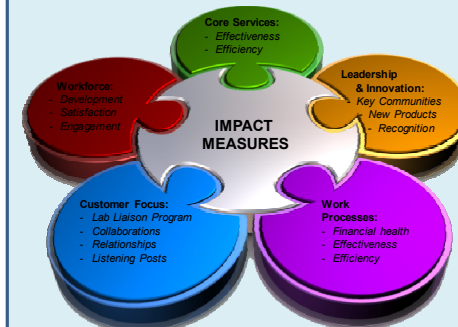 Core Services:
- Effectiveness
- Efficiency
Workforce:
- Development
- Satisfaction
- Engagement
Leadership
& Innovation:
- Key Communities
- New Products
- Recognition
IMPACT
MEASURES
Customer Focus:
- Lab Liaison Program
- Collaborations
- Relationships
- Listening Posts
Work
Processes:
- Financial health
- Effectiveness
- Efficiency